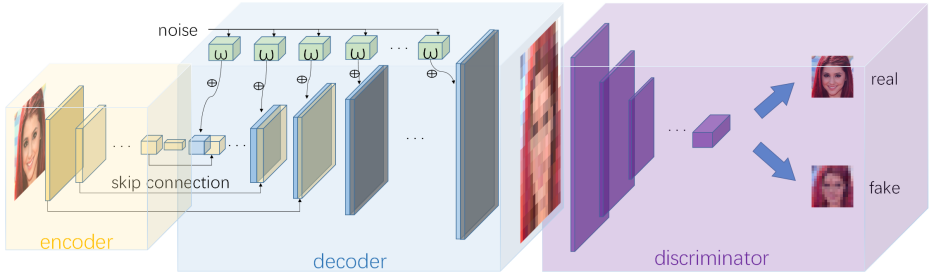 noise
ω ω ω ω · · · ω
real
skip connection
fake
encoder
decoder
discriminator